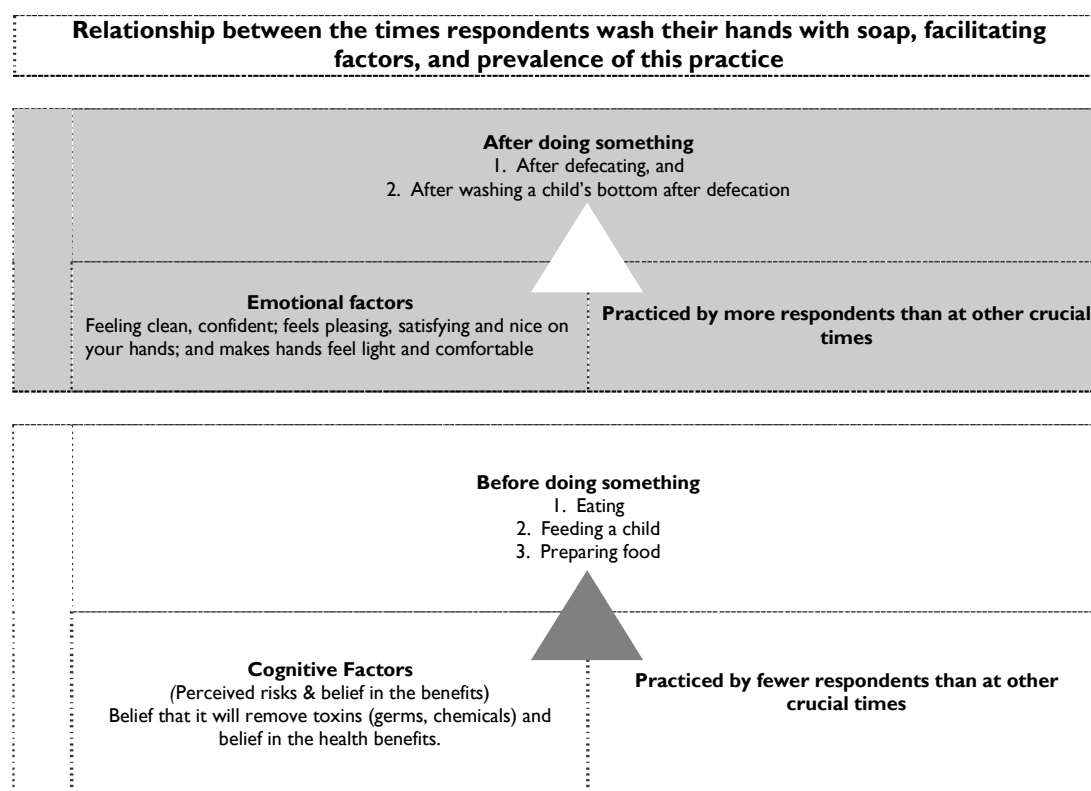 Relationship between the times respondents wash their hands with soap, facilitating
factors, and prevalence of this practice
After doing something
1. After defecating, and
2. After washing a child's bottom after defecation
Emotional factors
Feeling clean, confident; feels pleasing, satisfying and nice on
your hands; and makes hands feel light and comfortable
Practiced by more respondents than at other crucial
times
Before doing something
1. Eating
2. Feeding a child
3. Preparing food
Cognitive Factors
(Perceived risks & belief in the benefits)
Belief that it will remove toxins (germs, chemicals) and
belief in the health benefits.
Practiced by fewer respondents than at other
crucial times